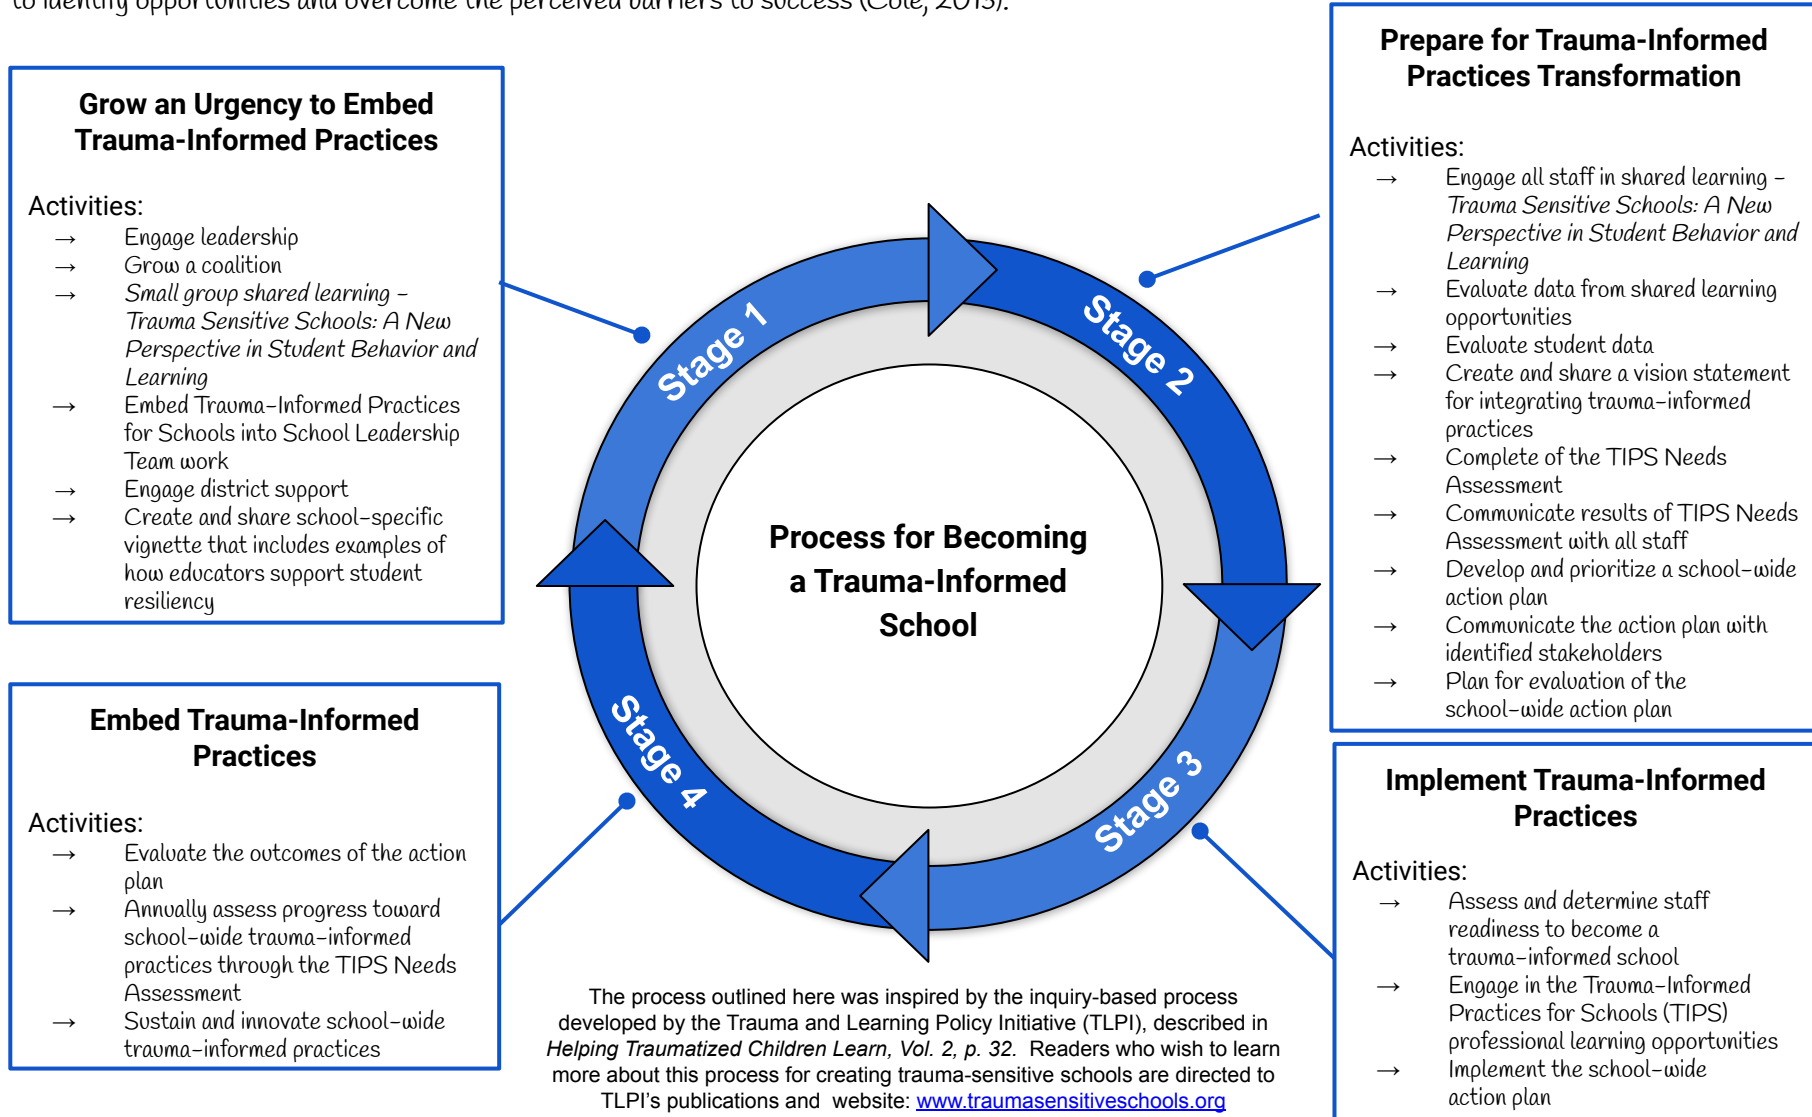 to identify opportunities and overcome the perceived barriers to success (Cole, 2013).
Grow an Urgency to Embed
Trauma-Informed Practices
Activities:
→ Engage leadership
→ Grow a coalition
→ Small group shared learning –
Trauma Sensitive Schools: A New
Perspective in Student Behavior and
Learning
→ Embed Trauma-Informed Practices
for Schools into School Leadership
Team work
→ Engage district support
→ Create and share school-specific
vignette that includes examples of
how educators support student
resiliency
Prepare for Trauma-Informed
Practices Transformation
Activities:
→ Engage all staff in shared learning –
Trauma Sensitive Schools: A New
Perspective in Student Behavior and
Learning
→ Evaluate data from shared learning
opportunities
→ Evaluate student data
→ Create and share a vision statement
for integrating trauma-informed
practices
→ Complete of the TIPS Needs
Assessment
→ Communicate results of TIPS Needs
Assessment with all staff
→ Develop and prioritize a school-wide
action plan
→ Communicate the action plan with
identified stakeholders
→ Plan for evaluation of the
school-wide action plan
Stage 1
Stage 2
Stage 3
Stage 4
Process for Becoming
a Trauma-Informed
School
Embed Trauma-Informed
Practices
Activities:
→ Evaluate the outcomes of the action
plan
→ Annually assess progress toward
school-wide trauma-informed
practices through the TIPS Needs
Assessment
→ Sustain and innovate school-wide
trauma-informed practices
Implement Trauma-Informed
Practices
Activities:
→ Assess and determine staff
readiness to become a
trauma-informed school
→ Engage in the Trauma-Informed
Practices for Schools (TIPS)
professional learning opportunities
→ Implement the school-wide
action plan
The process outlined here was inspired by the inquiry-based process
developed by the Trauma and Learning Policy Initiative (TLPI), described in
Helping Traumatized Children Learn, Vol. 2, p. 32. Readers who wish to learn
more about this process for creating trauma-sensitive schools are directed to
TLPI's publications and website: www.traumasensitiveschools.org